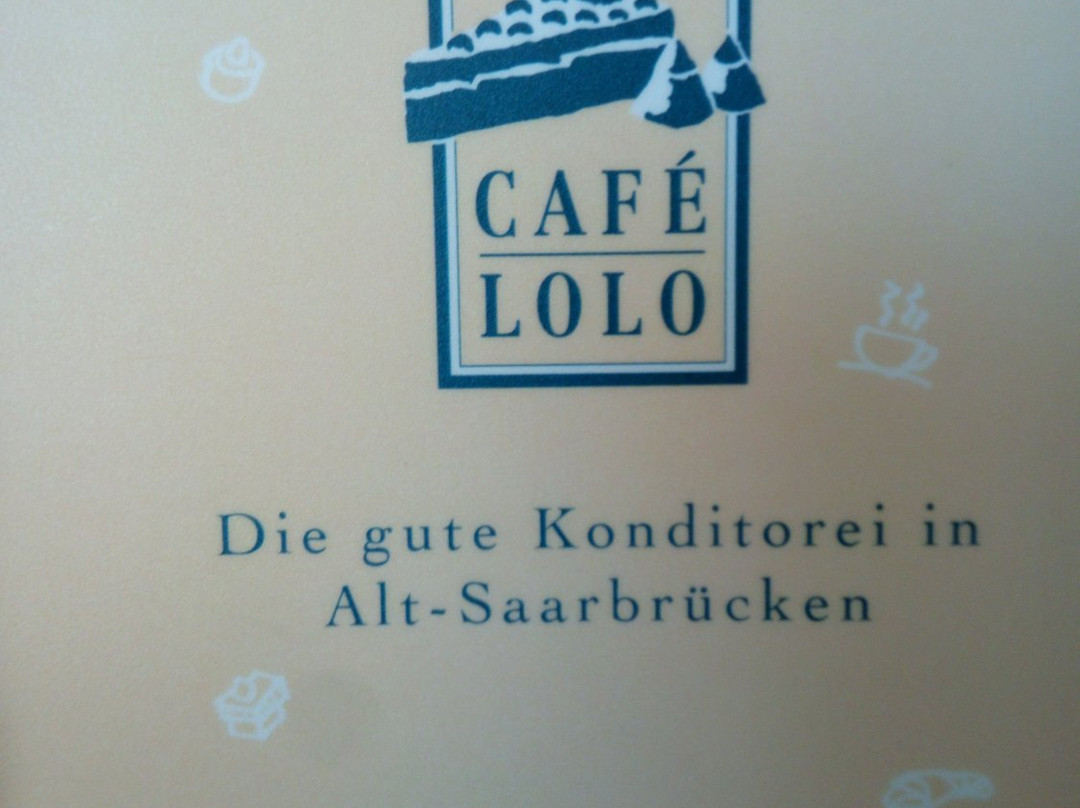 CAFÉ
LOLO
Die gute Konditorei in
Alt-Saarbrücken